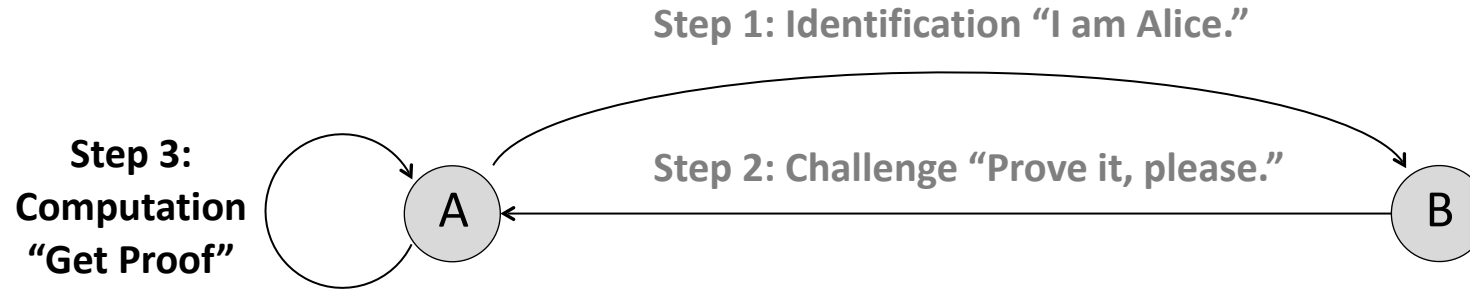 Step 1: Identification “I am Alice.”
Step 2: Challenge “Prove it, please.”
Step 3:
Computation
“Get Proof”
A
B